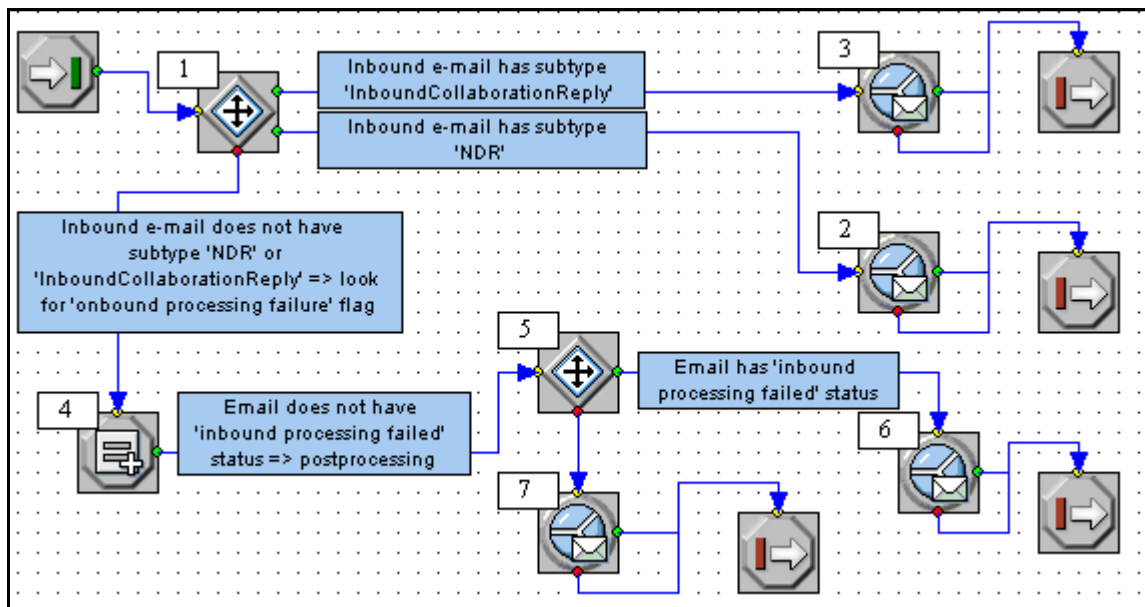 1
Inbound e-mail has subtype
'InboundCollaborationReply'
3
Inbound e-mail has subtype
'NDR'
Inbound e-mail does not have
subtype 'NDR' or
'InboundCollaborationReply' => look
for 'onbound processing failure' flag
2
5
Email has 'inbound
processing failed' status
4
Email does not have
'inbound processing failed'
status => postprocessing
6
7